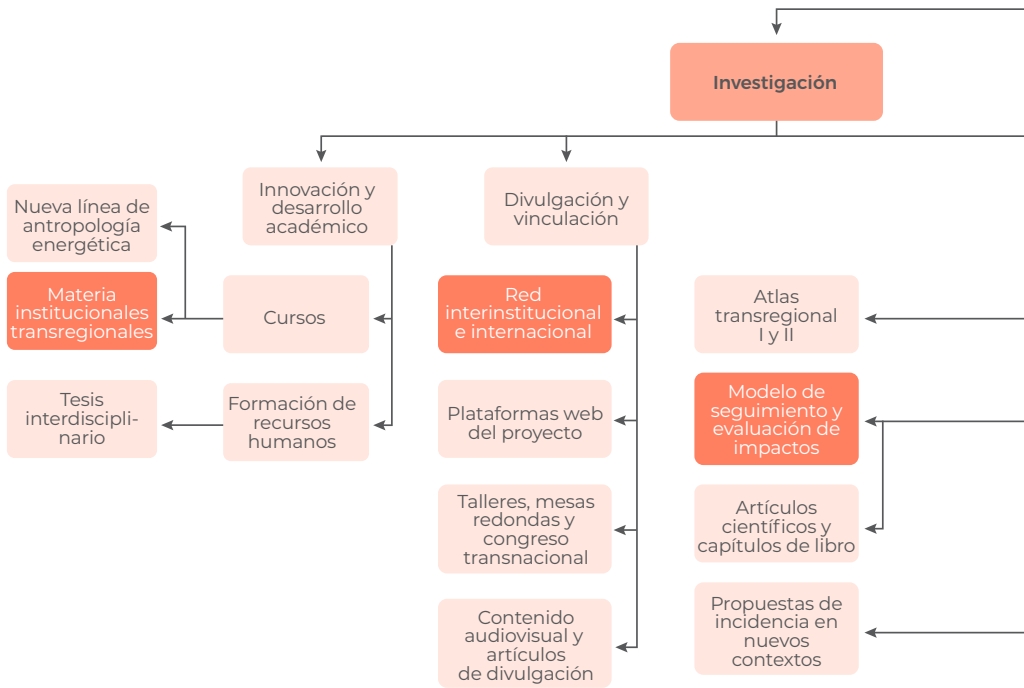 Investigación
Innovación y
desarrollo
académico
Divulgación y
vinculación
Nueva línea de
antropología
energética
Materia
institucionales
transregionales
Cursos
Tesis
interdiscipli-
nario
Formación de
recursos
humanos
Red
interinstitucional
e internacional
Plataformas web
del proyecto
Talleres, mesas
redondas y
congreso
transnacional
Contenido
audiovisual y
artículos
de divulgación
Atlas
transregional
I y II
Modelo de
seguimiento y
evaluación de
impactos
Artículos
científicos y
capítulos de libro
Propuestas de
incidencia en
nuevos
contextos